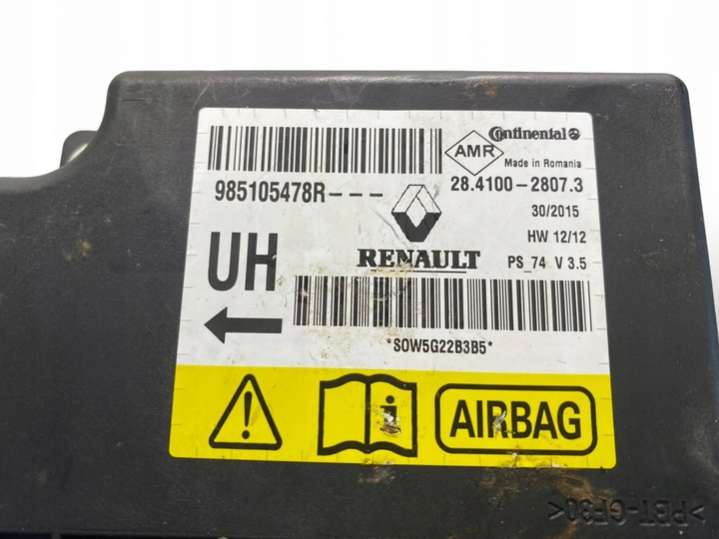 Continental
AMR
Made in Romania
985105478R---
28.4100-2807.3
30/2015
UH
RENAULT
HW 12/12
PS_74 V 3.5
*SOW5G22B3B5*
AIRBAG
>PBT-GF30<